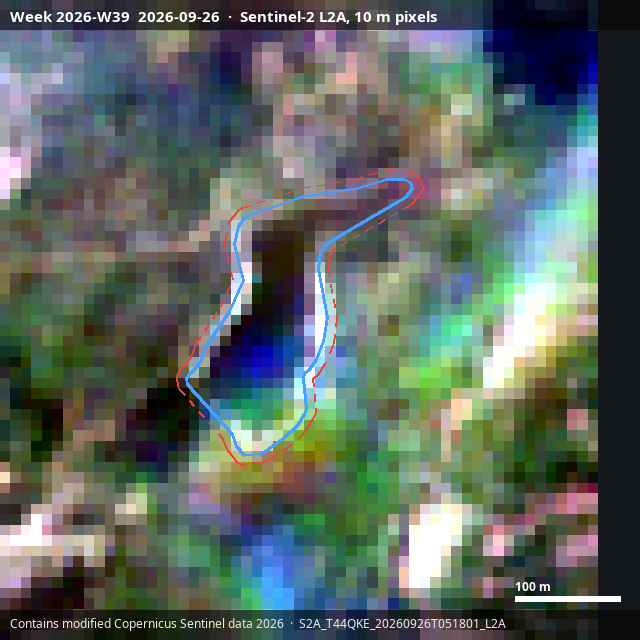 Week 2026-W39  2026-09-26  ·  Sentinel-2 L2A, 10 m pixels
100 m
Contains modified Copernicus Sentinel data 2026  ·  S2A_T44QKE_20260926T051801_L2A